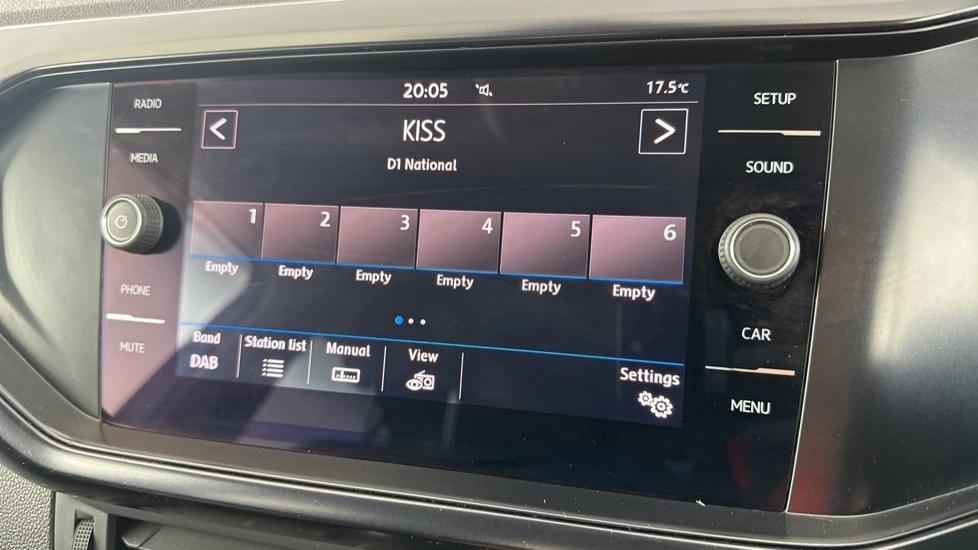 RADIO
MEDIA
PHONE
MUTE
20:05
17.5°C
KISS
D1 National
1 2 3 4 5 6
Empty Empty Empty Empty Empty Empty
Band Station list Manual View
DAB
Settings
SETUP
SOUND
CAR
MENU